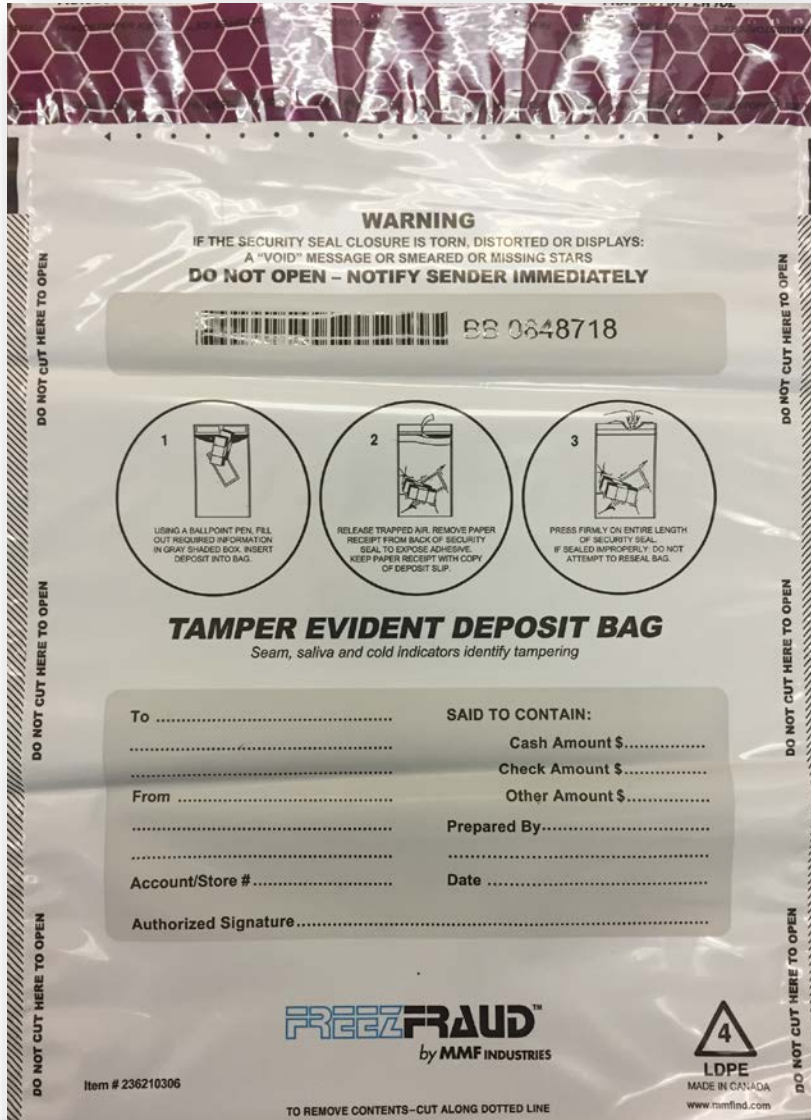 WARNING
IF THE SECURITY SEAL CLOSURE IS TORN, DISTORTED OR DISPLAYS:
A "VOID" MESSAGE OR SMEARED OR MISSING STARS
DO NOT OPEN – NOTIFY SENDER IMMEDIATELY
BB 0848718
DO NOT CUT HERE TO OPEN
DO NOT CUT HERE TO OPEN
1
USING A BALLPOINT PEN, FILL
OUT REQUIRED INFORMATION
IN GRAY SHADED BOX. INSERT
DEPOSIT INTO BAG.
2
RELEASE TRAPPED AIR. REMOVE PAPER
RECEIPT FROM BACK OF SECURITY
SEAL TO EXPOSE ADHESIVE.
KEEP PAPER RECEIPT WITH COPY
OF DEPOSIT SLIP.
3
PRESS FIRMLY ON ENTIRE LENGTH
OF SECURITY SEAL.
IF SEALED IMPROPERLY: DO NOT
ATTEMPT TO RESEAL BAG.
DO NOT CUT HERE TO OPEN
DO NOT CUT HERE TO OPEN
TAMPER EVIDENT DEPOSIT BAG
Seam, saliva and cold indicators identify tampering
To
From
Account/Store #
SAID TO CONTAIN:
Cash Amount $
Check Amount $
Other Amount $
Prepared By
Date
Authorized Signature
DO NOT CUT HERE TO OPEN
DO NOT CUT HERE TO OPEN
FREEZFRAUD™
by MMF INDUSTRIES
Item # 236210306
4
LDPE
MADE IN CANADA
www.mmfind.com
TO REMOVE CONTENTS–CUT ALONG DOTTED LINE